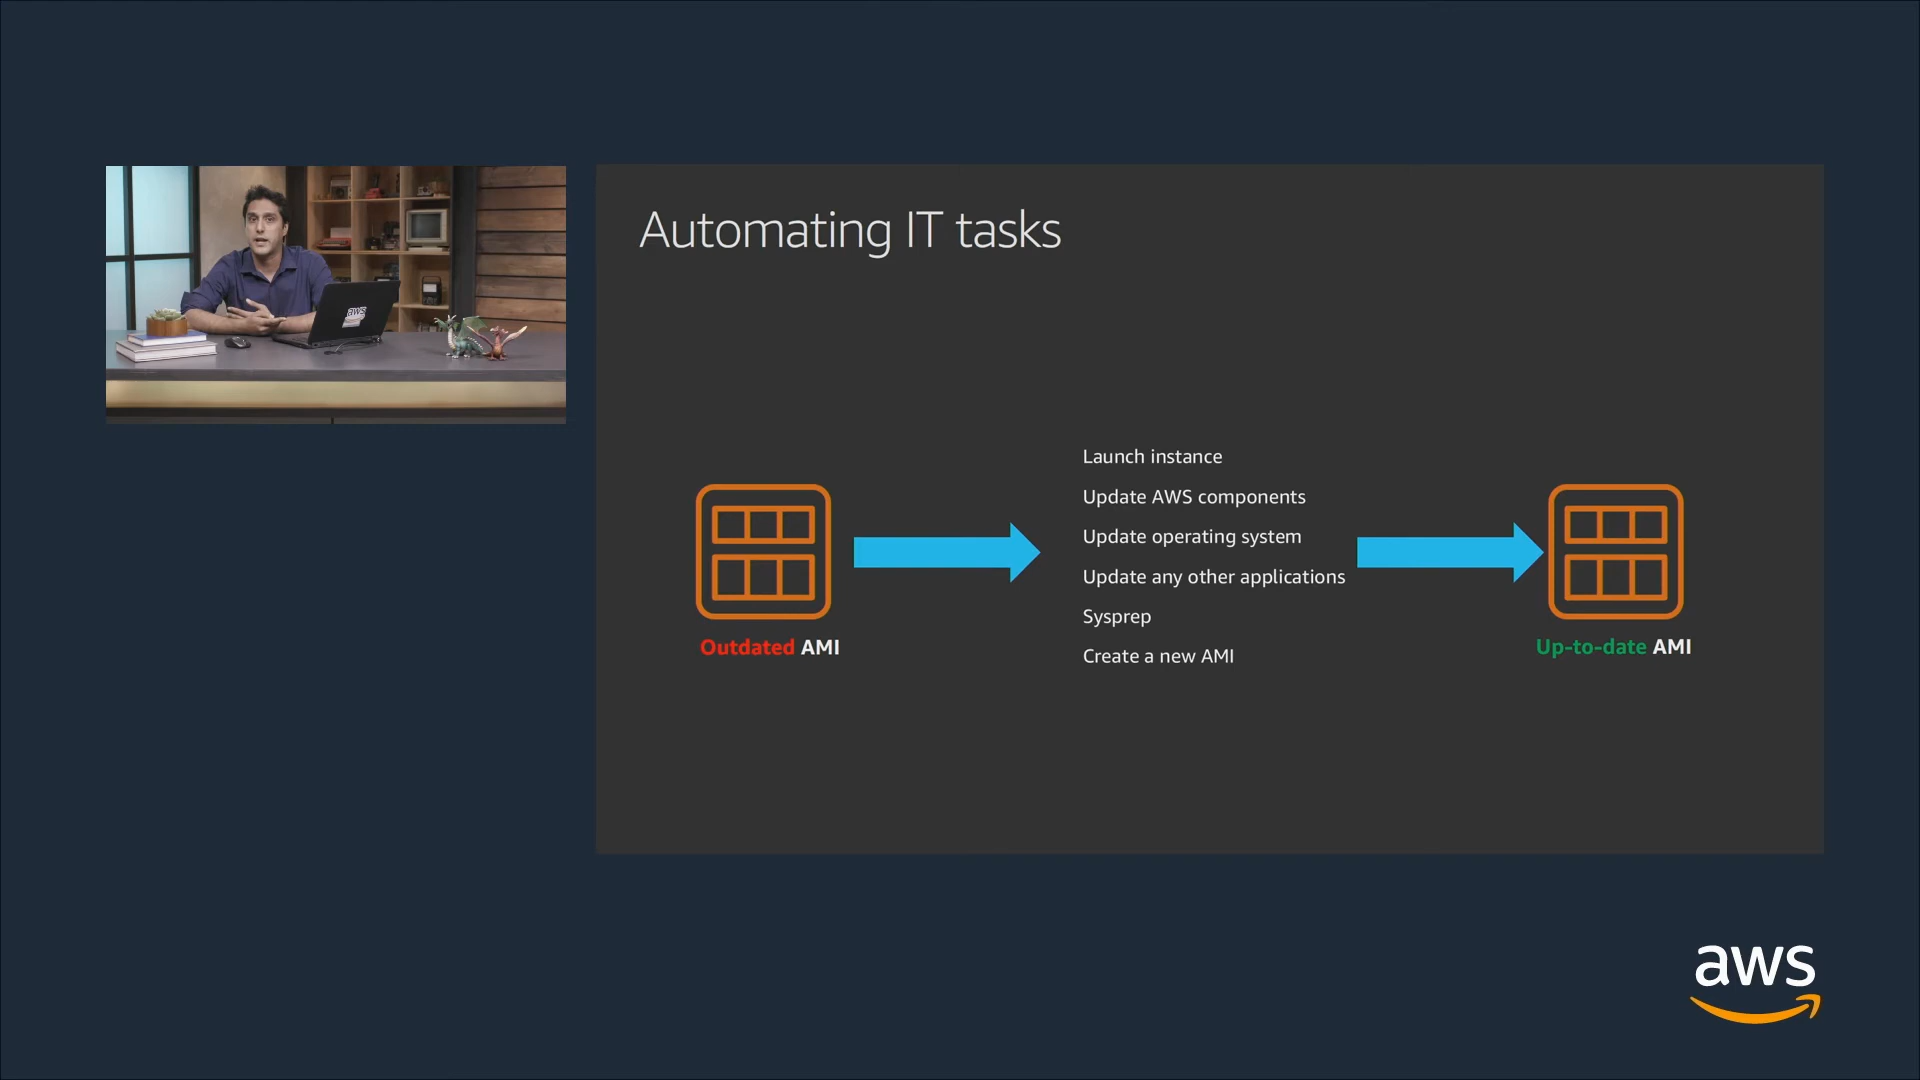 aws
Automating IT tasks
Launch instance
Update AWS components
Update operating system
Update any other applications
Sysprep
Create a new AMI
Outdated AMI
Up-to-date AMI
aws